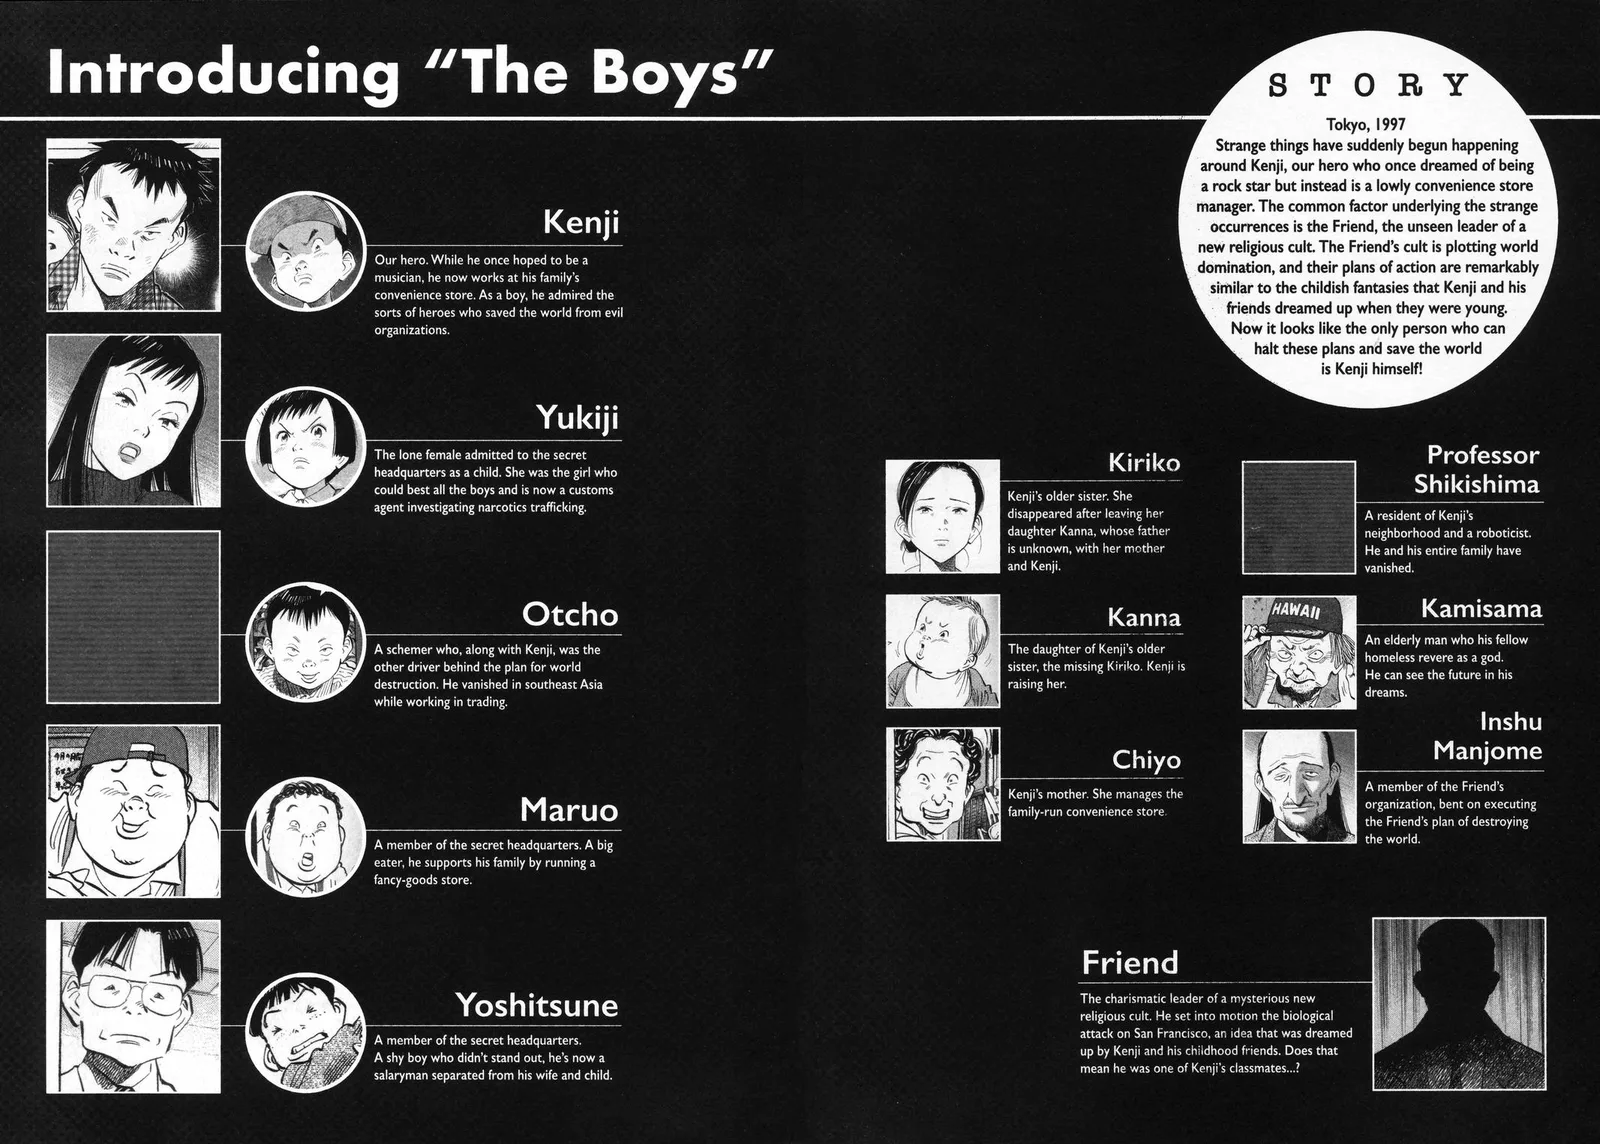 Introducing “The Boys”
STORY
Tokyo, 1997
Strange things have suddenly begun happening
around Kenji, our hero who once dreamed of being
a rock star but instead is a lowly convenience store
manager. The common factor underlying the strange
occurrences is the Friend, the unseen leader of a
new religious cult. The Friend’s cult is plotting world
domination, and their plans of action are remarkably
similar to the childish fantasies that Kenji and his
friends dreamed up when they were young.
Now it looks like the only person who can
halt these plans and save the world
is Kenji himself!
Kenji
Our hero. While he once hoped to be a
musician, he now works at his family’s
convenience store. As a boy, he admired the
sorts of heroes who saved the world from evil
organizations.
Yukiji
The lone female admitted to the secret
headquarters as a child. She was the girl who
could best all the boys and is now a customs
agent investigating narcotics trafficking.
Otcho
A schemer who, along with Kenji, was the
other driver behind the plan for world
destruction. He vanished in southeast Asia
while working in trading.
Maruo
A member of the secret headquarters. A big
eater, he supports his family by running a
fancy-goods store.
Yoshitsune
A member of the secret headquarters.
A shy boy who didn’t stand out, he’s now a
salaryman separated from his wife and child.
Kiriko
Kenji’s older sister. She
disappeared after leaving her
daughter Kanna, whose father
is unknown, with her mother
and Kenji.
Kanna
The daughter of Kenji’s older
sister, the missing Kiriko. Kenji is
raising her.
Chiyo
Kenji’s mother. She manages the
family-run convenience store.
Professor
Shikishima
A resident of Kenji’s
neighborhood and a roboticist.
He and his entire family have
vanished.
HAWAII
Kamisama
An elderly man who his fellow
homeless revere as a god.
He can see the future in his
dreams.
Inshu
Manjome
A member of the Friend’s
organization, bent on executing
the Friend’s plan of destroying
the world.
Friend
The charismatic leader of a mysterious new
religious cult. He set into motion the biological
attack on San Francisco, an idea that was dreamed
up by Kenji and his childhood friends. Does that
mean he was one of Kenji’s classmates...?